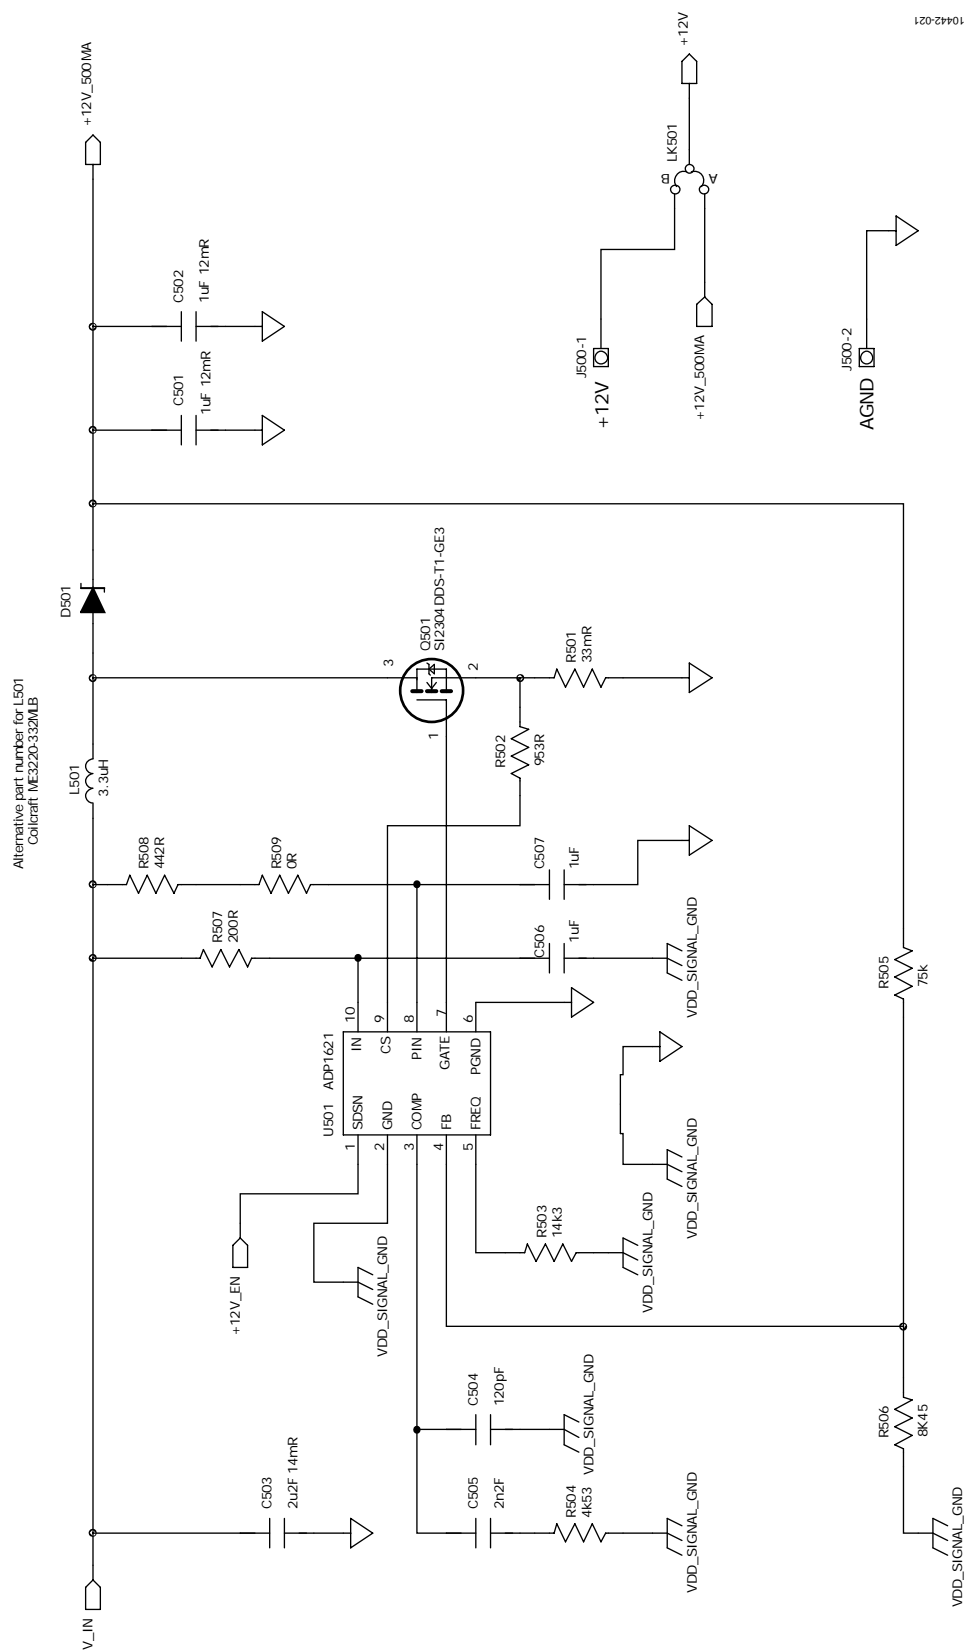 Alternative part number for L501
Coilcraft ME3220-332MLB
V_IN
+12V_500MA
L501
3.3uH
D501
C503
2u2F 14mR
R508
442R
R509
0R
R507
200R
C501
1uF 12mR
C502
1uF 12mR
+12V_EN
VDD_SIGNAL_GND
U501 ADP1621
1
SDSN
IN
10
2
GND
CS
9
3
COMP
PIN
8
4
FB
GATE
7
5
FREQ
PGND
6
Q501
SI2304 DDS-T1-GE3
1
2
3
R502
953R
R501
33mR
C505
2n2F
C504
120pF
R504
4k53
VDD_SIGNAL_GND
VDD_SIGNAL_GND
R503
14k3
VDD_SIGNAL_GND
VDD_SIGNAL_GND
C506
1uF
VDD_SIGNAL_GND
C507
1uF
R506
8K45
VDD_SIGNAL_GND
R505
75k
J500-1
+12V
+12V_500MA
B
A
LK501
+12V
J500-2
AGND
10442-021